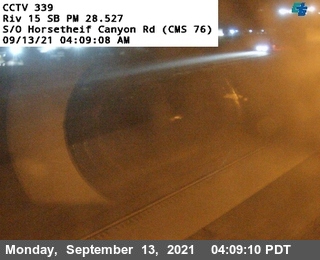 CCTV 339
Riv 15 SB PM 28.527
S/O Horsetheif Canyon Rd (CMS 76)
09/13/21 04:09:08 AM
Monday, September 13, 2021 04:09:10 PDT